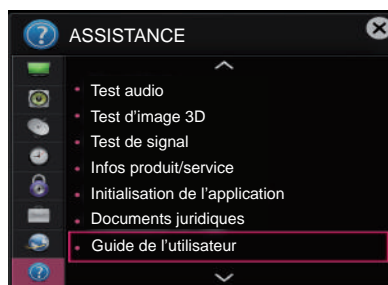 ASSISTANCE
Test audio
Test d'image 3D
Test de signal
Infos produit/service
Initialisation de l'application
Documents juridiques
Guide de l'utilisateur